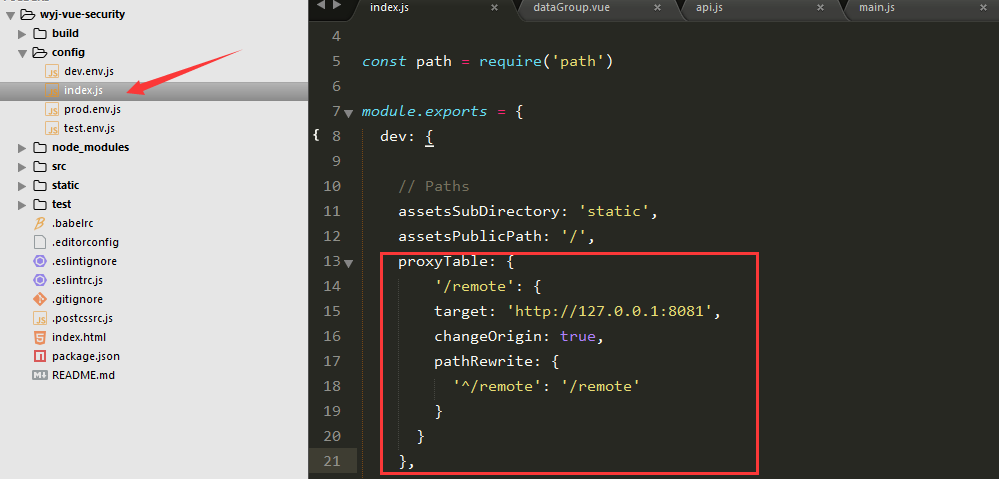 wyj-vue-security
build
config
dev.env.js
index.js
prod.env.js
test.env.js
node_modules
src
static
test
.babelrc
.editorconfig
.eslintignore
.eslintrc.js
.gitignore
.postcssrc.js
index.html
package.json
README.md
index.js × dataGroup.vue × api.js × main.js ×
4
5 const path = require('path')
6
7 module.exports = {
{ 8 dev: {
9
10 // Paths
11 assetsSubDirectory: 'static',
12 assetsPublicPath: '/',
13 proxyTable: {
14 '/remote': {
15 target: 'http://127.0.0.1:8081',
16 changeOrigin: true,
17 pathRewrite: {
18 '^/remote': '/remote'
19 }
20 }
21 },